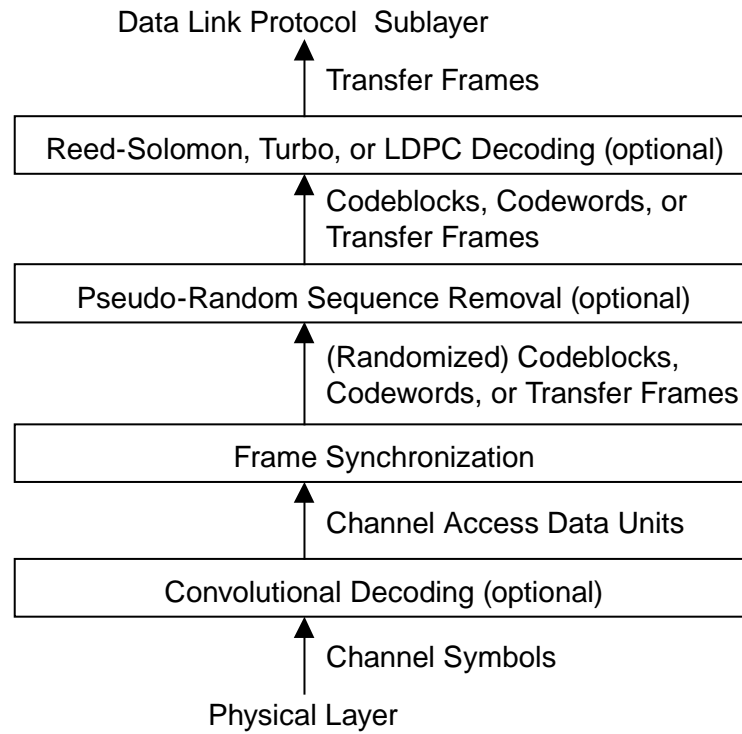 Data Link Protocol Sublayer
Transfer Frames
Reed-Solomon, Turbo, or LDPC Decoding (optional)
Codeblocks, Codewords, or
Transfer Frames
Pseudo-Random Sequence Removal (optional)
(Randomized) Codeblocks,
Codewords, or Transfer Frames
Frame Synchronization
Channel Access Data Units
Convolutional Decoding (optional)
Channel Symbols
Physical Layer